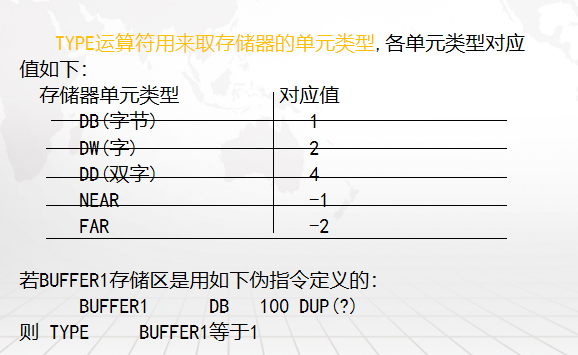 TYPE运算符用来取存储器的单元类型,各单元类型对应
值如下：
存储器单元类型 对应值
DB(字节) 1
DW(字) 2
DD(双字) 4
NEAR -1
FAR -2
若BUFFER1存储区是用如下伪指令定义的：
BUFFER1 DB 100 DUP(?)
则 TYPE BUFFER1等于1